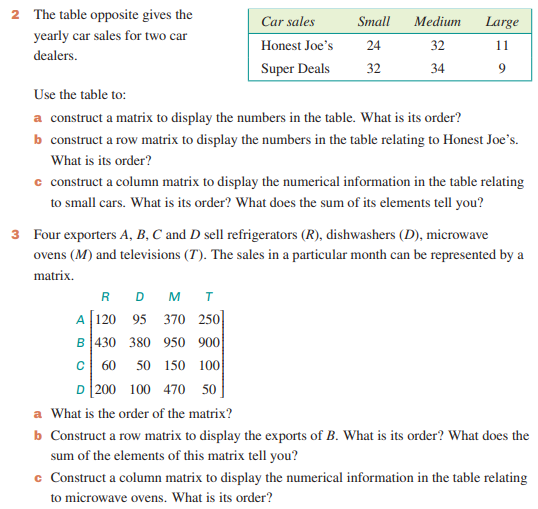 2 The table opposite gives the
yearly car sales for two car
dealers.
Car sales Small Medium Large
Honest Joe's 24 32 11
Super Deals 32 34 9
Use the table to:
a construct a matrix to display the numbers in the table. What is its order?
b construct a row matrix to display the numbers in the table relating to Honest Joe's.
What is its order?
c construct a column matrix to display the numerical information in the table relating
to small cars. What is its order? What does the sum of its elements tell you?
3 Four exporters A, B, C and D sell refrigerators (R), dishwashers (D), microwave
ovens (M) and televisions (T). The sales in a particular month can be represented by a
matrix.
R D M T
A 120 95 370 250
B 430 380 950 900
C 60 50 150 100
D 200 100 470 50
a What is the order of the matrix?
b Construct a row matrix to display the exports of B. What is its order? What does the
sum of the elements of this matrix tell you?
c Construct a column matrix to display the numerical information in the table relating
to microwave ovens. What is its order?